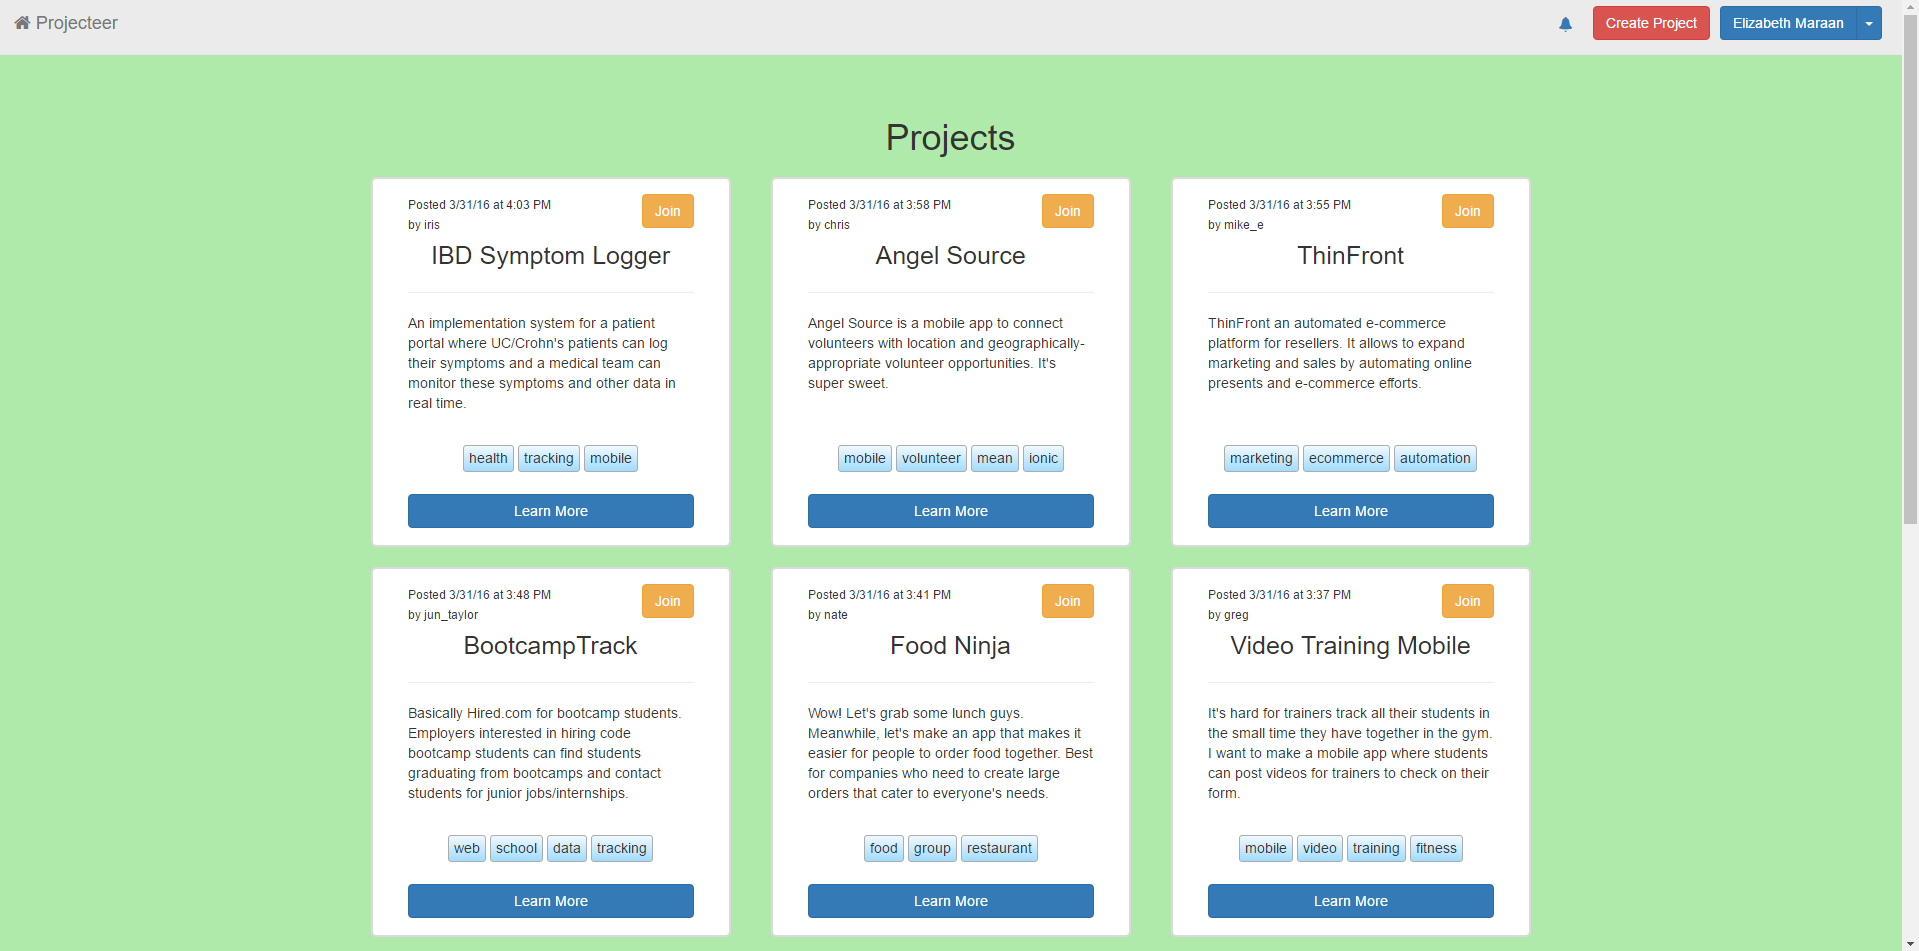 Projecteer
Create Project
Elizabeth Maraan
Projects
Posted 3/31/16 at 4:03 PM
by iris
Join
IBD Symptom Logger
An implementation system for a patient
portal where UC/Crohn's patients can log
their symptoms and a medical team can
monitor these symptoms and other data in
real time.
health tracking mobile
Learn More
Posted 3/31/16 at 3:58 PM
by chris
Join
Angel Source
Angel Source is a mobile app to connect
volunteers with location and geographically-
appropriate volunteer opportunities. It's
super sweet.
mobile volunteer mean ionic
Learn More
Posted 3/31/16 at 3:55 PM
by mike_e
Join
ThinFront
ThinFront an automated e-commerce
platform for resellers. It allows to expand
marketing and sales by automating online
presents and e-commerce efforts.
marketing ecommerce automation
Learn More
Posted 3/31/16 at 3:48 PM
by jun_taylor
Join
BootcampTrack
Basically Hired.com for bootcamp students.
Employers interested in hiring code
bootcamp students can find students
graduating from bootcamps and contact
students for junior jobs/internships.
web school data tracking
Learn More
Posted 3/31/16 at 3:41 PM
by nate
Join
Food Ninja
Wow! Let's grab some lunch guys.
Meanwhile, let's make an app that makes it
easier for people to order food together. Best
for companies who need to create large
orders that cater to everyone's needs.
food group restaurant
Learn More
Posted 3/31/16 at 3:37 PM
by greg
Join
Video Training Mobile
It's hard for trainers track all their students in
the small time they have together in the gym.
I want to make a mobile app where students
can post videos for trainers to check on their
form.
mobile video training fitness
Learn More